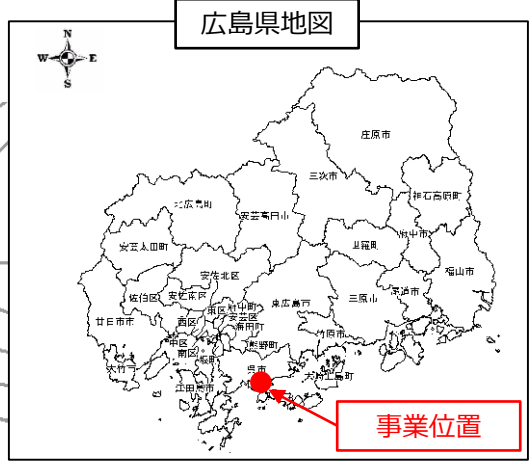 広島県地図
N
W E
S
庄原市
三次市
神石高原町
北広島町
安芸高田市
府中市
世羅町
安芸太田町
福山市
安佐北区
尾道市
三原市
東広島市
佐伯区
安佐南区
東区
府中町
安芸区
廿日市市
西区
海田町
竹原市
中区
熊野町
南区
坂町
大竹市
呉市
大崎上島町
江田島市
事業位置